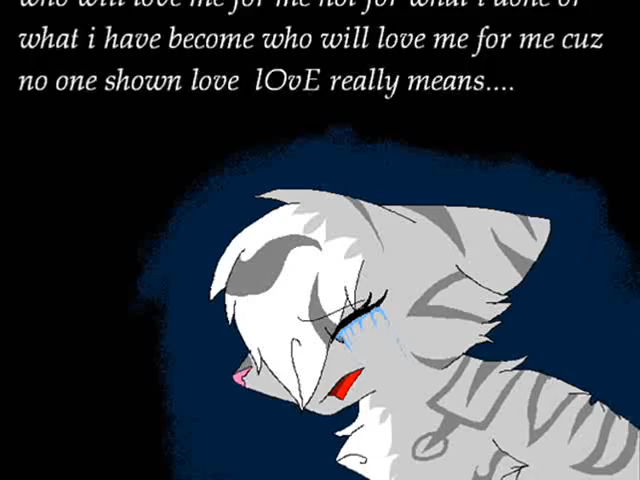 who will love me for me not for what i done or
what i have become who will love me for me cuz
no one shown love lOvE really means....